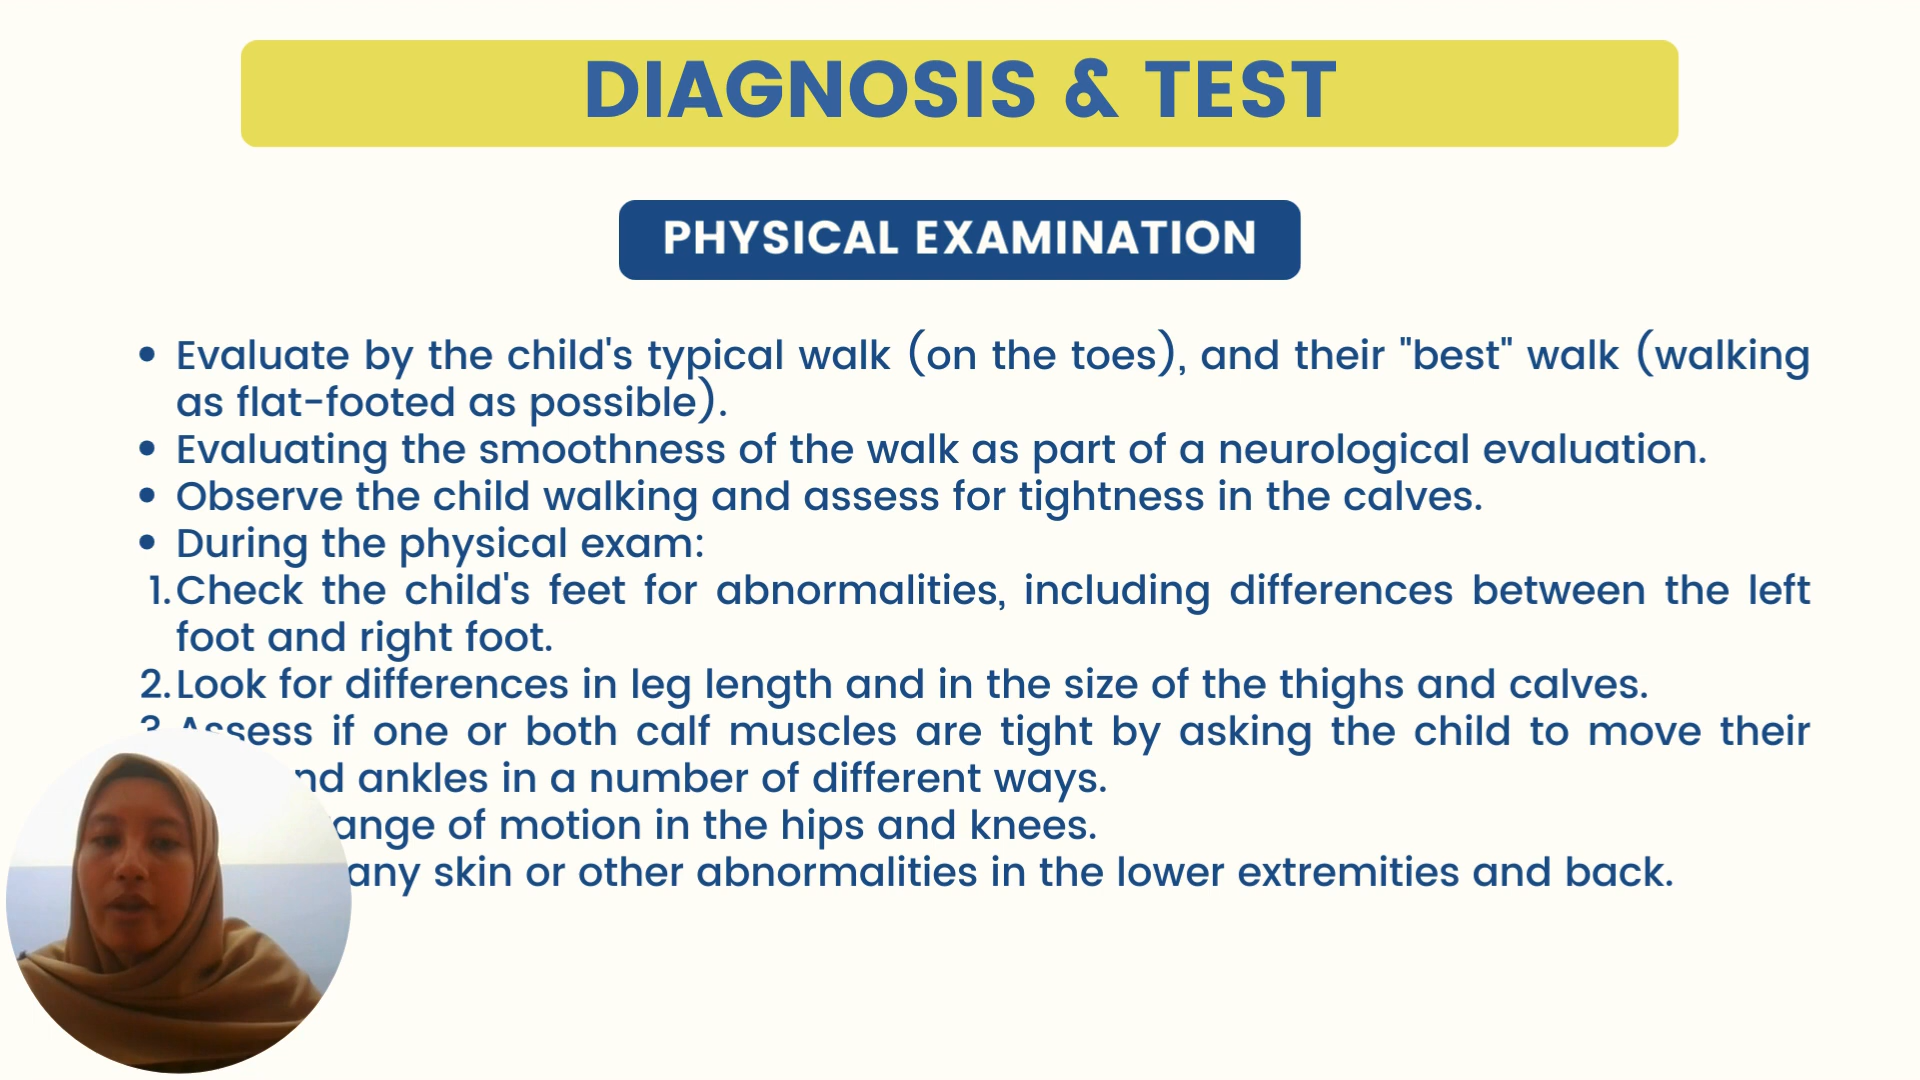 DIAGNOSIS & TEST
PHYSICAL EXAMINATION
• Evaluate by the child's typical walk (on the toes), and their "best" walk (walking
as flat-footed as possible).
• Evaluating the smoothness of the walk as part of a neurological evaluation.
• Observe the child walking and assess for tightness in the calves.
• During the physical exam:
1. Check the child's feet for abnormalities, including differences between the left
foot and right foot.
2. Look for differences in leg length and in the size of the thighs and calves.
3 Assess if one or both calf muscles are tight by asking the child to move their
ankles in a number of different ways.
of motion in the hips and knees.
any skin or other abnormalities in the lower extremities and back.